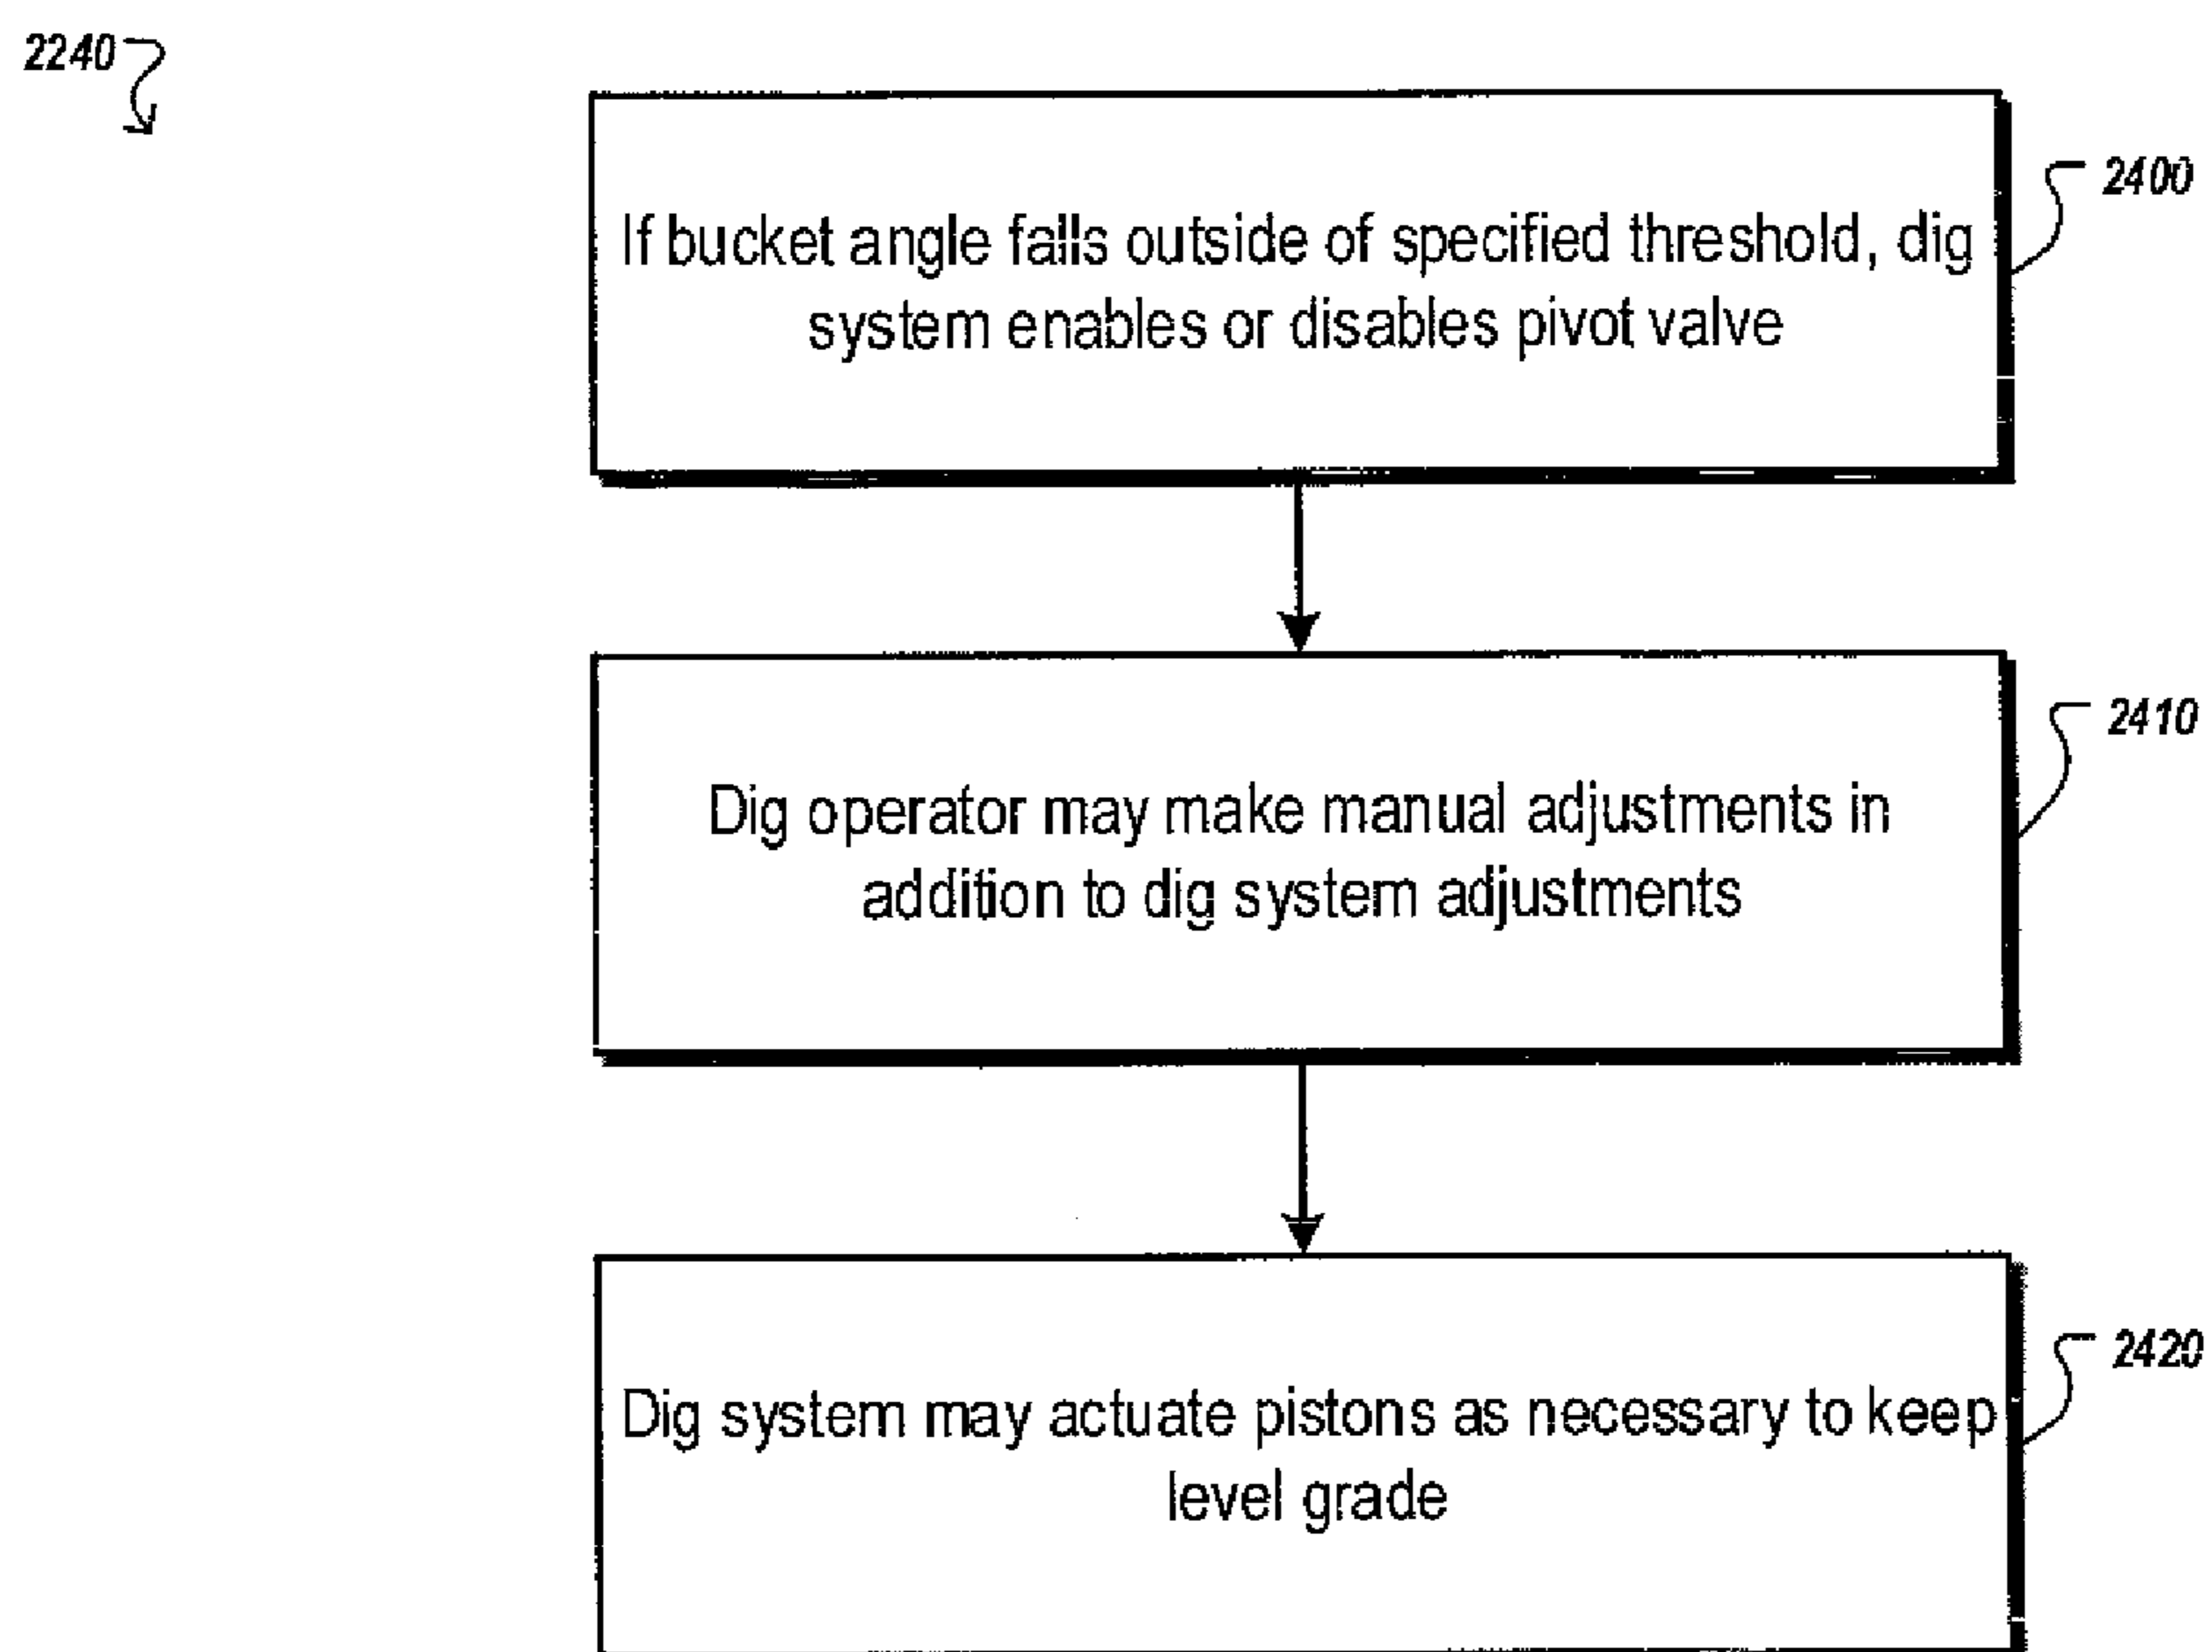 2240
If bucket angle falls outside of specified threshold, dig
system enables or disables pivot valve
2400
Dig operator may make manual adjustments in
addition to dig system adjustments
2410
Dig system may actuate pistons as necessary to keep
level grade
2420